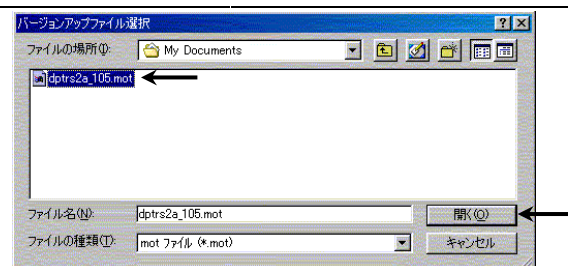 バージョンアップファイル選択
ファイルの場所(I): My Documents
dptrs2a_105.mot
ファイル名(N): dptrs2a_105.mot 開く(O)
ファイルの種類(T): mot ファイル (*.mot) キャンセル